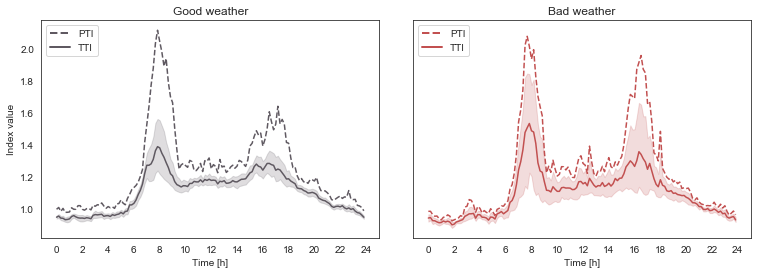 Good weather
PTI
TTI
Index value
2.0
1.8
1.6
1.4
1.2
1.0
0 2 4 6 8 10 12 14 16 18 20 22 24
Time [h]
Bad weather
PTI
TTI
0 2 4 6 8 10 12 14 16 18 20 22 24
Time [h]